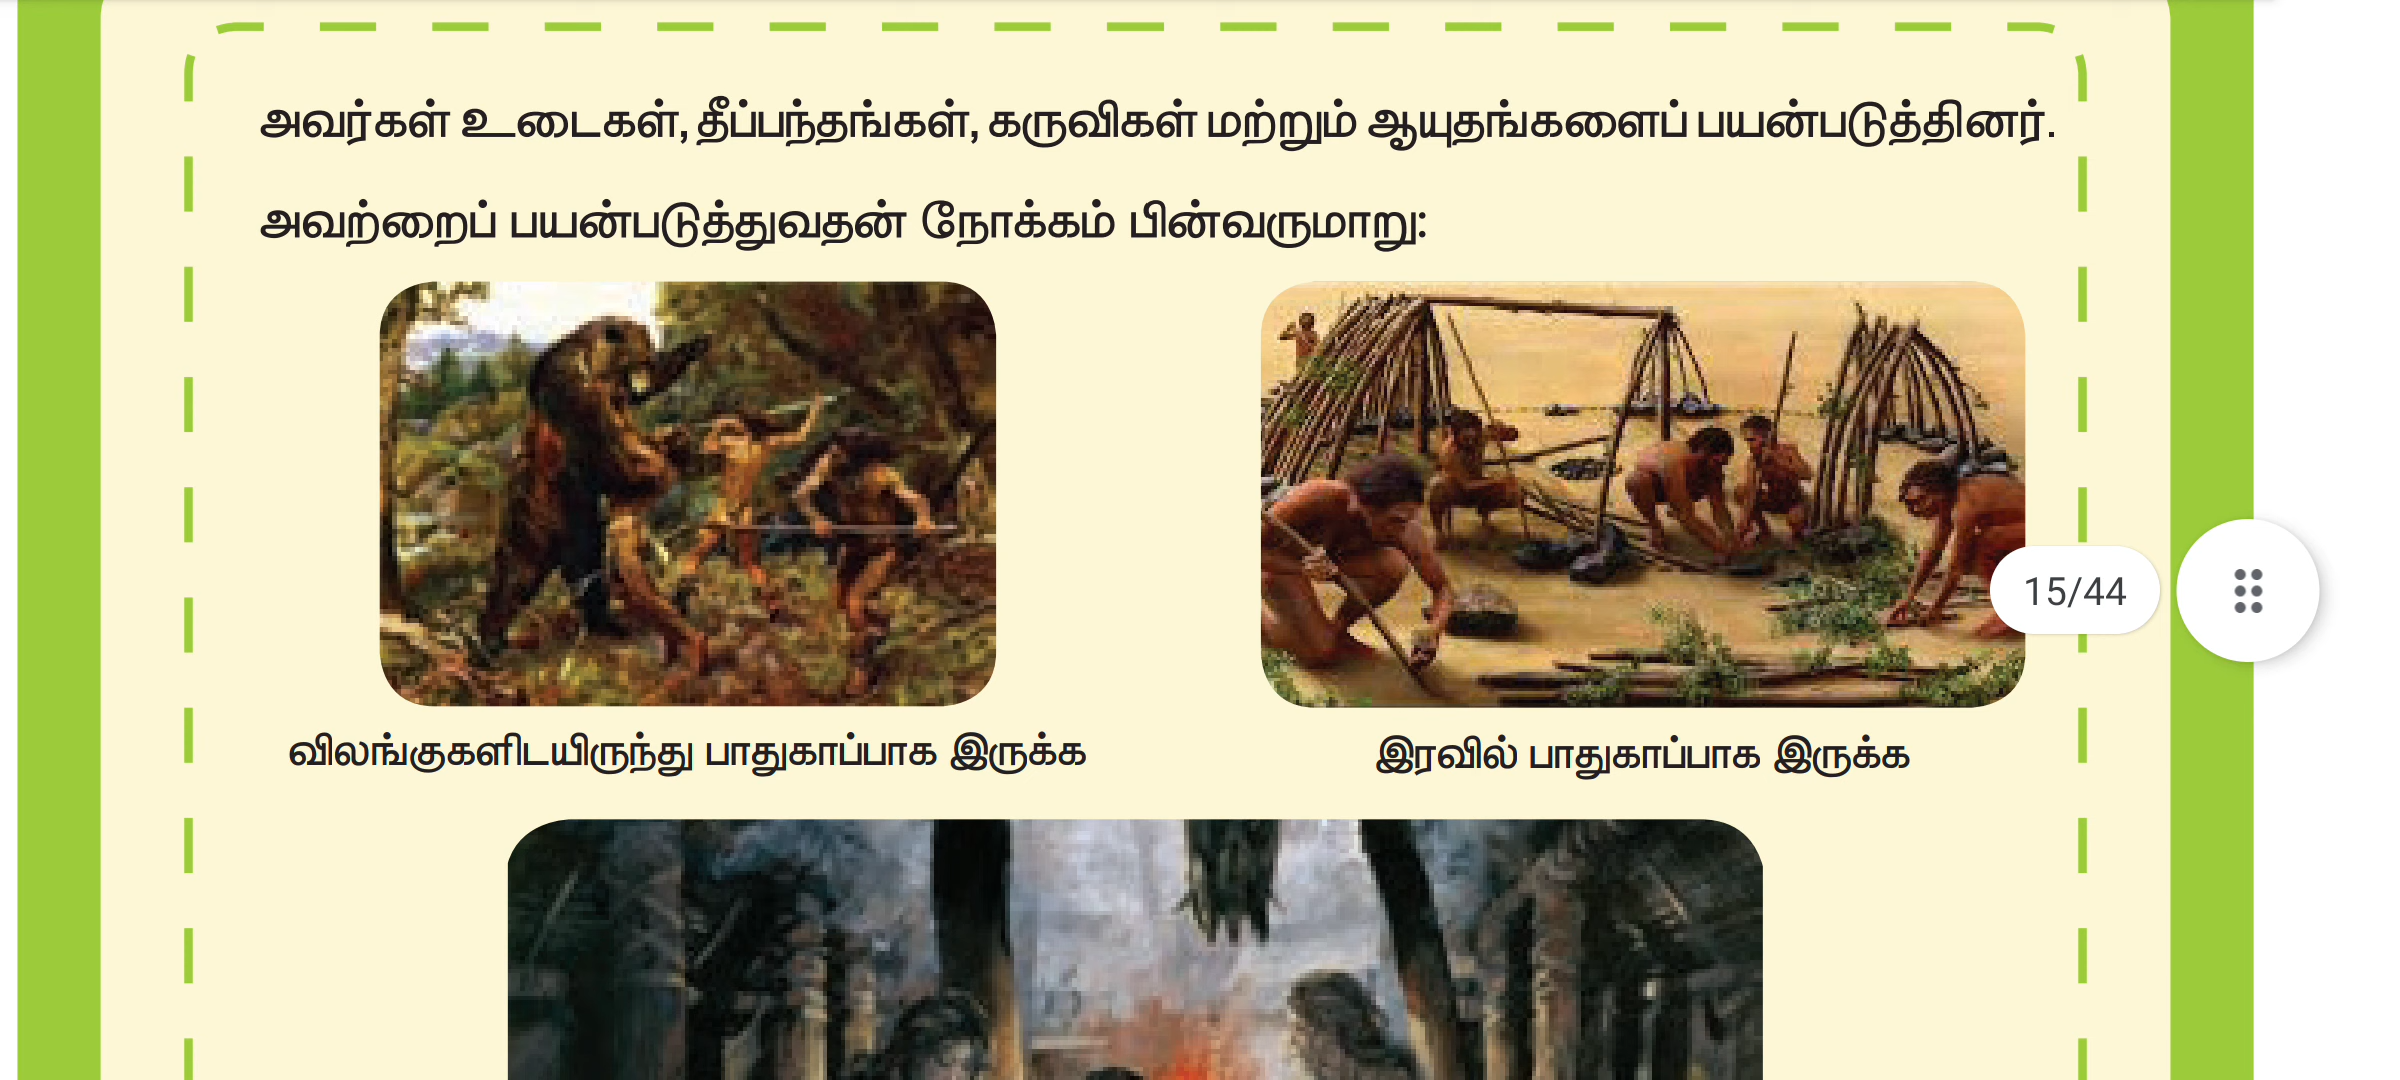 அவர்கள் உடைகள், தீப்பந்தங்கள், கருவிகள் மற்றும் ஆயுதங்களைப் பயன்படுத்தினர்.
அவற்றைப் பயன்படுத்துவதன் நோக்கம் பின்வருமாறு:
15/44
விலங்குகளிடயிருந்து பாதுகாப்பாக இருக்க
இரவில் பாதுகாப்பாக இருக்க